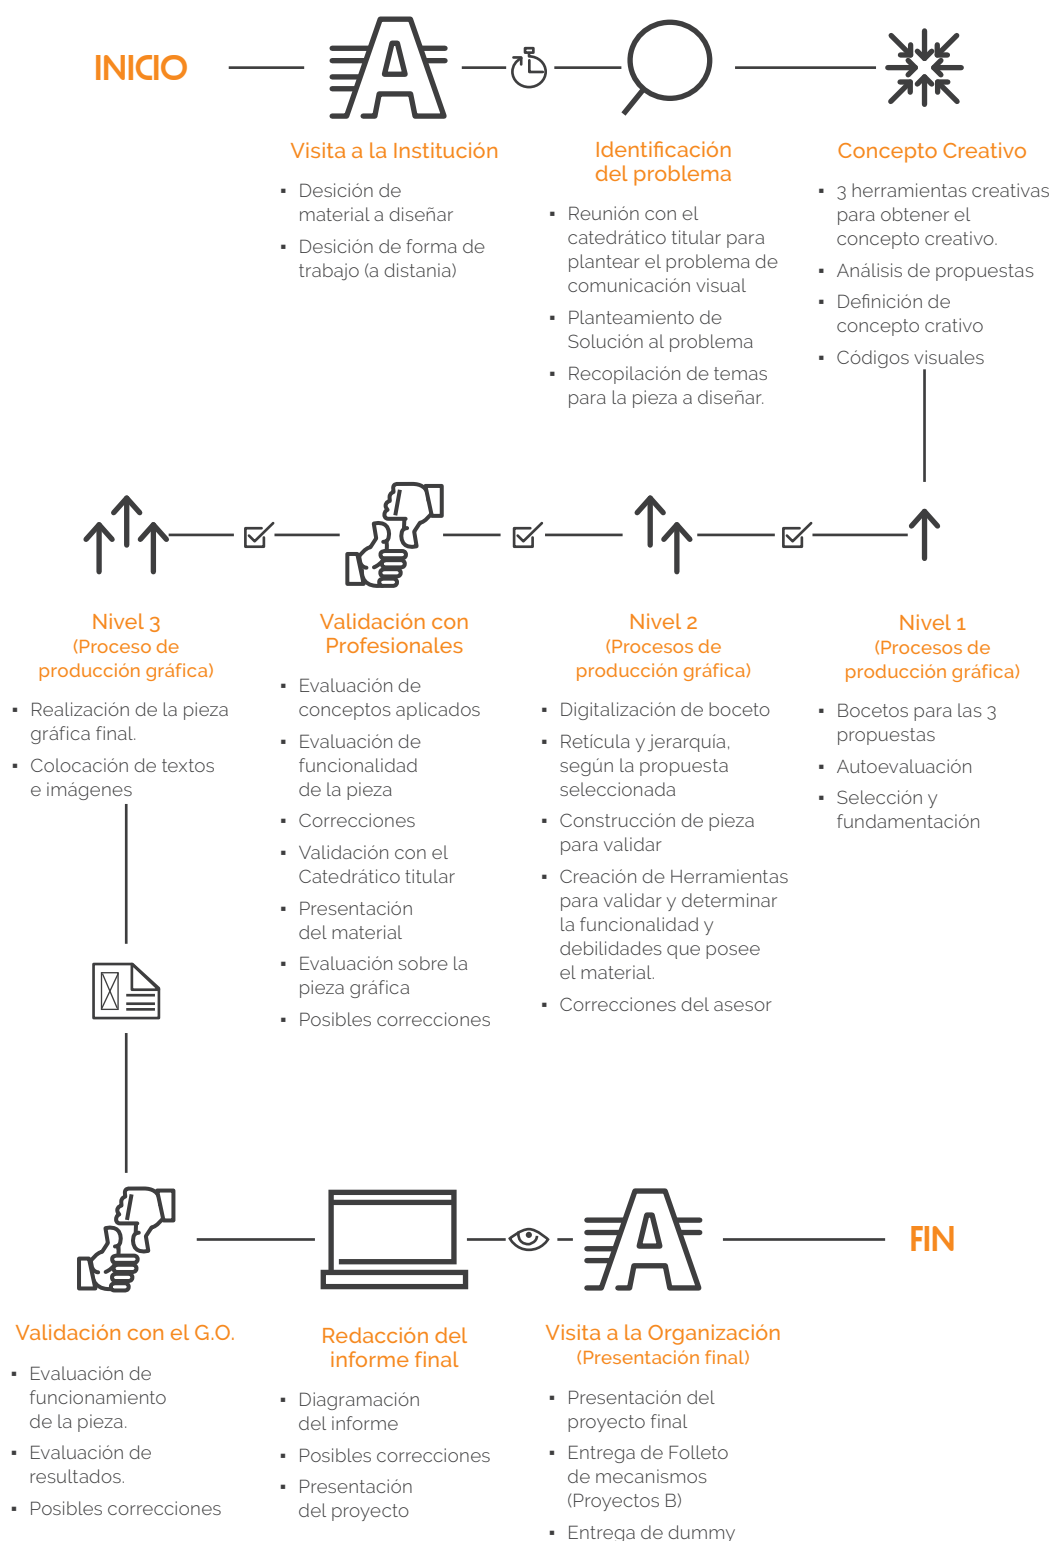 INICIO
Visita a la Institución
▪ Desición de
material a diseñar
▪ Desición de forma de
trabajo (a distania)
Identificación
del problema
▪ Reunión con el
catedrático titular para
plantear el problema de
comunicación visual
▪ Planteamiento de
Solución al problema
▪ Recopilación de temas
para la pieza a diseñar.
Concepto Creativo
▪ 3 herramientas creativas
para obtener el
concepto creativo.
▪ Análisis de propuestas
▪ Definición de
concepto crativo
▪ Códigos visuales
Nivel 1
(Procesos de
producción gráfica)
▪ Bocetos para las 3
propuestas
▪ Autoevaluación
▪ Selección y
fundamentación
Nivel 2
(Procesos de
producción gráfica)
▪ Digitalización de boceto
▪ Retícula y jerarquía,
según la propuesta
seleccionada
▪ Construcción de pieza
para validar
▪ Creación de Herramientas
para validar y determinar
la funcionalidad y
debilidades que posee
el material.
▪ Correcciones del asesor
Validación con
Profesionales
▪ Evaluación de
conceptos aplicados
▪ Evaluación de
funcionalidad
de la pieza
▪ Correcciones
▪ Validación con el
Catedrático titular
▪ Presentación
del material
▪ Evaluación sobre la
pieza gráfica
▪ Posibles correcciones
Nivel 3
(Proceso de
producción gráfica)
▪ Realización de la pieza
gráfica final.
▪ Colocación de textos
e imágenes
Validación con el G.O.
▪ Evaluación de
funcionamiento
de la pieza.
▪ Evaluación de
resultados.
▪ Posibles correcciones
Redacción del
informe final
▪ Diagramación
del informe
▪ Posibles correcciones
▪ Presentación
del proyecto
Visita a la Organización
(Presentación final)
▪ Presentación del
proyecto final
▪ Entrega de Folleto
de mecanismos
(Proyectos B)
▪ Entrega de dummy
FIN